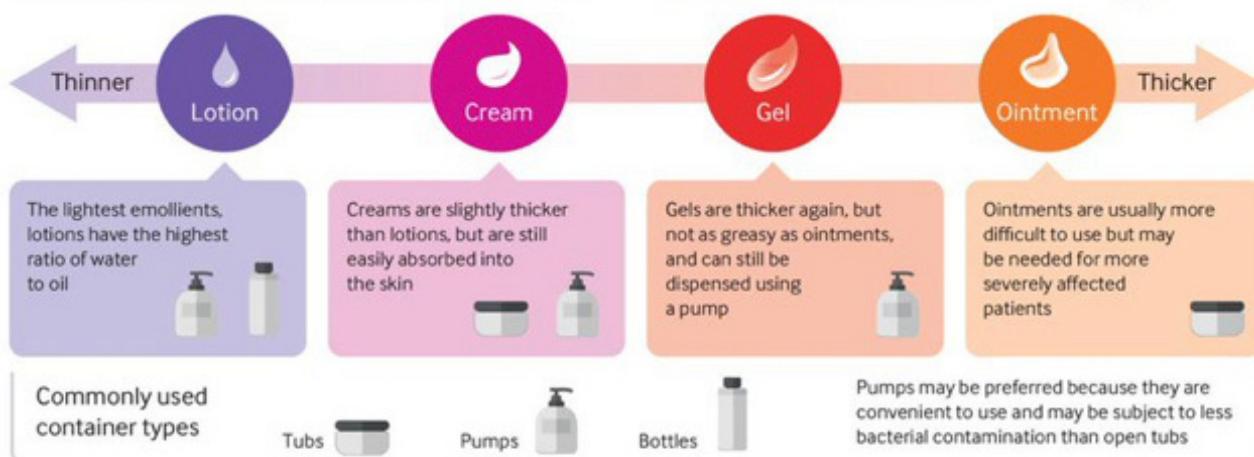 Thinner
Lotion
Cream
Gel
Ointment
Thicker
The lightest emollients,
lotions have the highest
ratio of water
to oil
Creams are slightly thicker
than lotions, but are still
easily absorbed into
the skin
Gels are thicker again, but
not as greasy as ointments,
and can still be
dispensed using
a pump
Ointments are usually more
difficult to use but may
be needed for more
severely affected
patients
Commonly used
container types
Tubs
Pumps
Bottles
Pumps may be preferred because they are
convenient to use and may be subject to less
bacterial contamination than open tubs